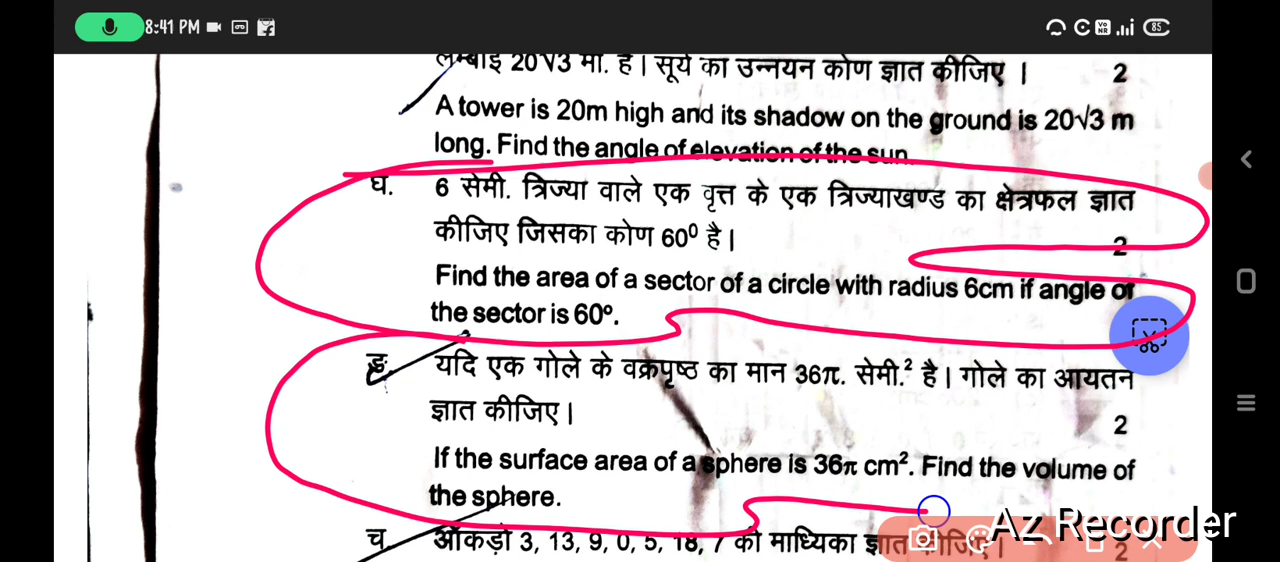 8:41 PM
85
लम्बाई 20√3 मी. है। सूर्य का उन्नयन कोण ज्ञात कीजिए । 2
A tower is 20m high and its shadow on the ground is 20√3 m
long. Find the angle of elevation of the sun.
घ. 6 सेमी. त्रिज्या वाले एक वृत्त के एक त्रिज्याखण्ड का क्षेत्रफल ज्ञात
कीजिए जिसका कोण 60⁰ है। 2
Find the area of a sector of a circle with radius 6cm if angle of
the sector is 60º.
ङ. यदि एक गोले के वक्रपृष्ठ का मान 36π. सेमी.² है। गोले का आयतन
ज्ञात कीजिए। 2
If the surface area of a sphere is 36π cm². Find the volume of
the sphere.
च. आँकड़ो 3, 13, 9, 0, 5, 18, 7 की माध्यिका ज्ञात कीजिए। 2
Az Recorder